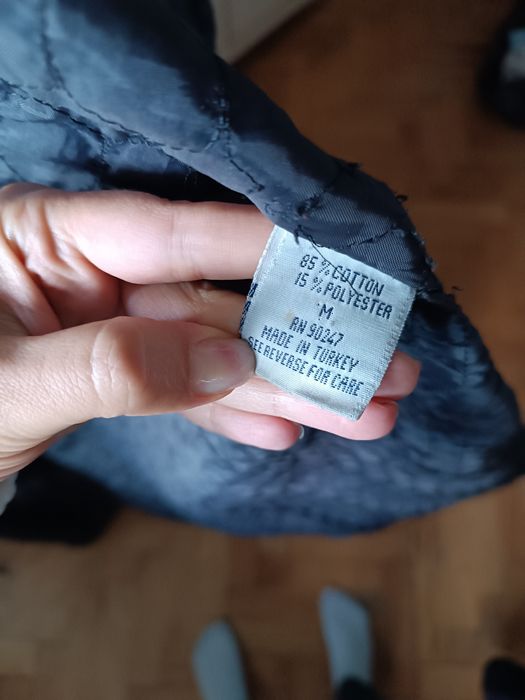 85 % COTTON
15 % POLYESTER
M
RN 90247
MADE IN TURKEY
SEE REVERSE FOR CARE